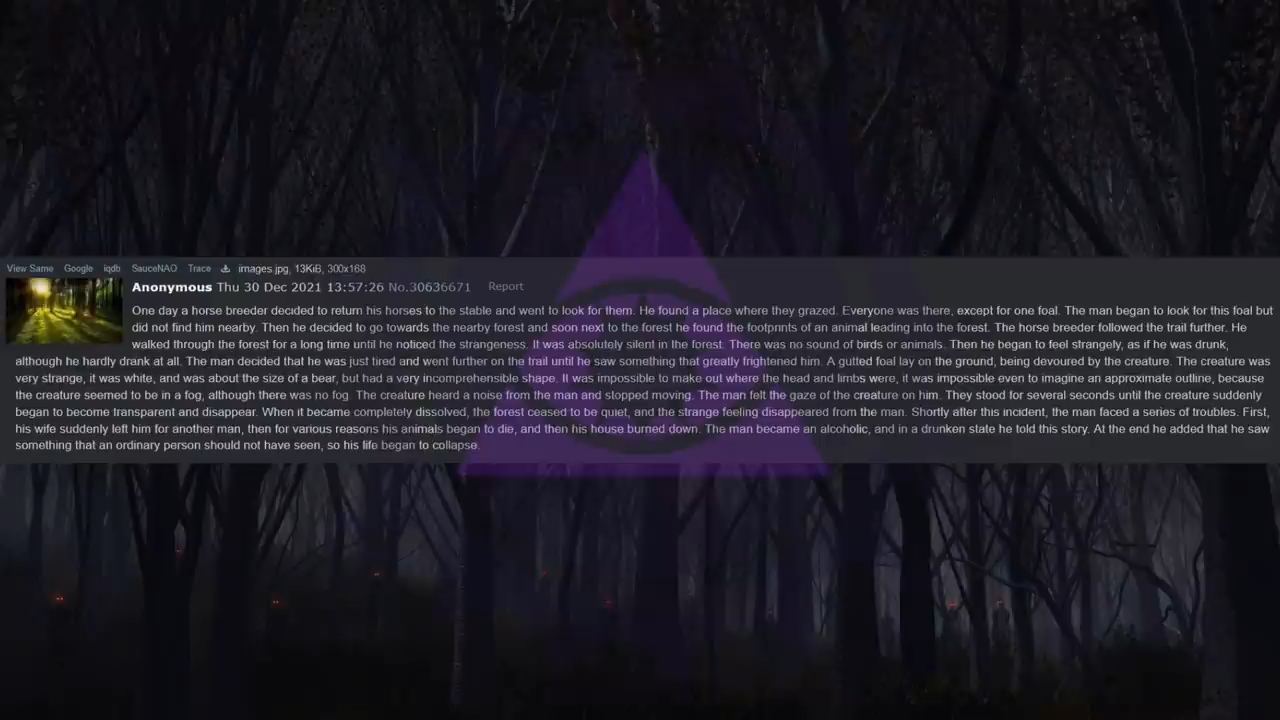 View Same Google iqdb SauceNAO Trace images.jpg, 13KiB, 300x168
Anonymous Thu 30 Dec 2021 13:57:26 No.30636671 Report
One day a horse breeder decided to return his horses to the stable and went to look for them. He found a place where they grazed. Everyone was there, except for one foal. The man began to look for this foal but
did not find him nearby. Then he decided to go towards the nearby forest and soon next to the forest he found the footprints of an animal leading into the forest. The horse breeder followed the trail further. He
walked through the forest for a long time until he noticed the strangeness. It was absolutely silent in the forest. There was no sound of birds or animals. Then he began to feel strangely, as if he was drunk,
although he hardly drank at all. The man decided that he was just tired and went further on the trail until he saw something that greatly frightened him. A gutted foal lay on the ground, being devoured by the creature. The creature was
very strange, it was white, and was about the size of a bear, but had a very incomprehensible shape. It was impossible to make out where the head and limbs were, it was impossible even to imagine an approximate outline, because
the creature seemed to be in a fog, although there was no fog. The creature heard a noise from the man and stopped moving. The man felt the gaze of the creature on him. They stood for several seconds until the creature suddenly
began to become transparent and disappear. When it became completely dissolved, the forest ceased to be quiet, and the strange feeling disappeared from the man. Shortly after this incident, the man faced a series of troubles. First,
his wife suddenly left him for another man, then for various reasons his animals began to die, and then his house burned down. The man became an alcoholic, and in a drunken state he told this story. At the end he added that he saw
something that an ordinary person should not have seen, so his life began to collapse.